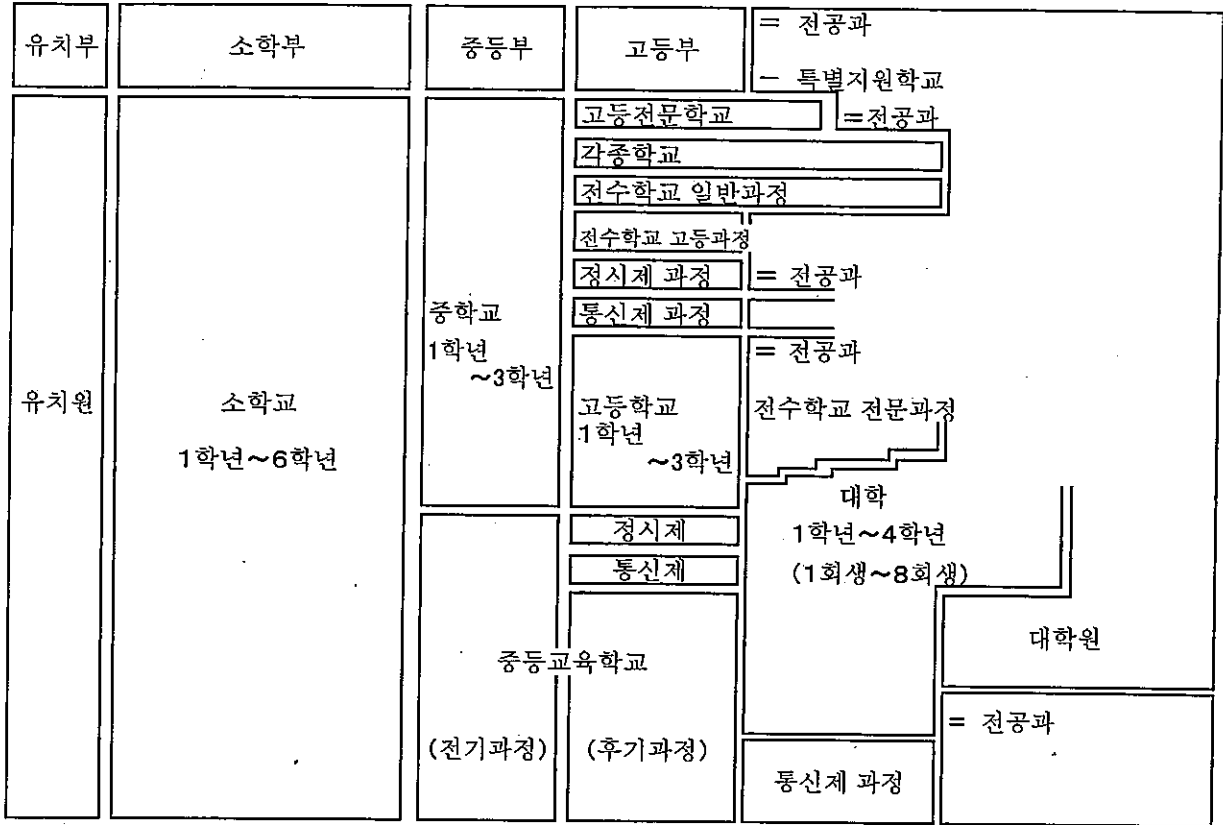 유치부
소학부
중등부
고등부
= 전공과
- 특별지원학교
고등전문학교
=전공과
각종학교
전수학교 일반과정
전수학교 고등과정
정시제 과정
= 전공과
통신제 과정
중학교
1학년
~3학년
= 전공과
유치원
소학교
1학년~6학년
고등학교
1학년
~3학년
전수학교 전문과정
대학
1학년~4학년
(1회생~8회생)
정시제
통신제
대학원
중등교육학교
(전기과정)
(후기과정)
= 전공과
통신제 과정